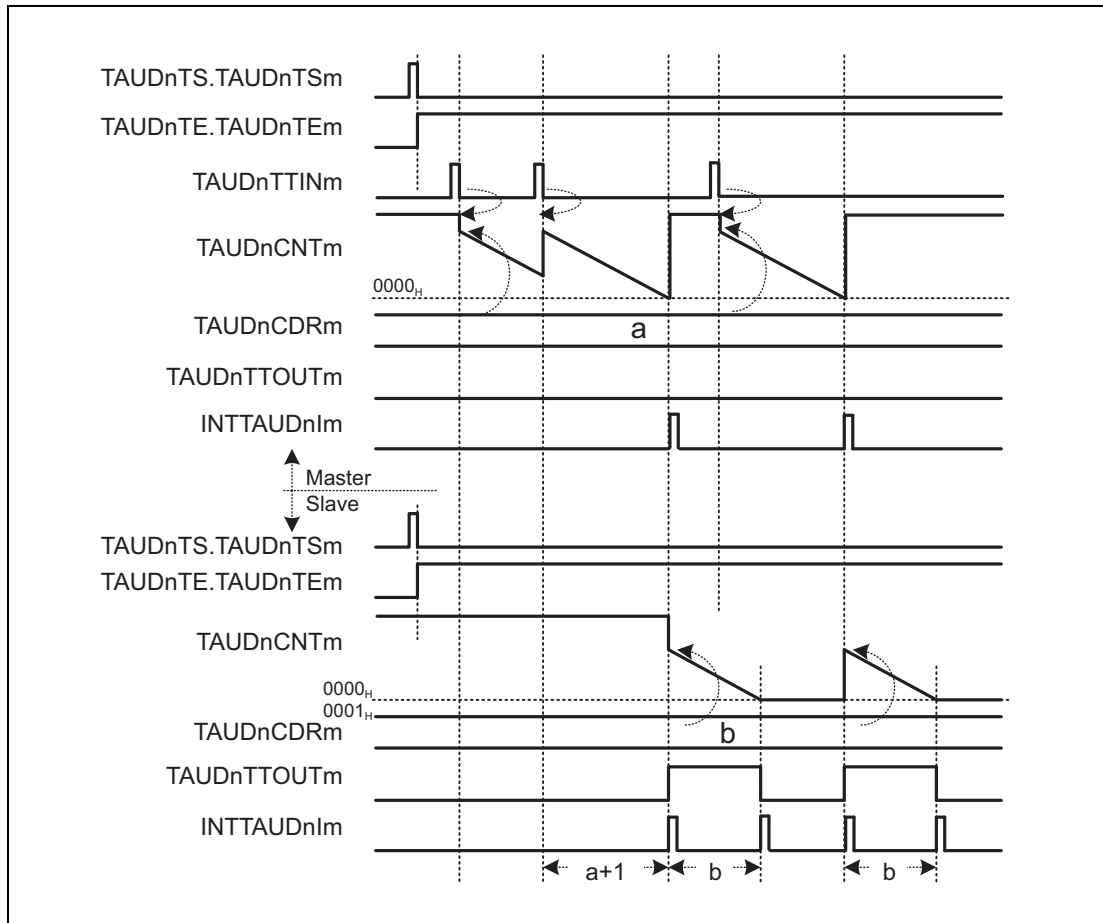 TAUDnTS.TAUDnTSm
TAUDnTE.TAUDnTEm
TAUDnTTINm
TAUDnCNTm
0000H
TAUDnCDRm
a
TAUDnTTOUTm
INTTAUDnIm
Master
Slave
TAUDnTS.TAUDnTSm
TAUDnTE.TAUDnTEm
TAUDnCNTm
0000H
0001H
TAUDnCDRm
b
TAUDnTTOUTm
INTTAUDnIm
a+1 b b